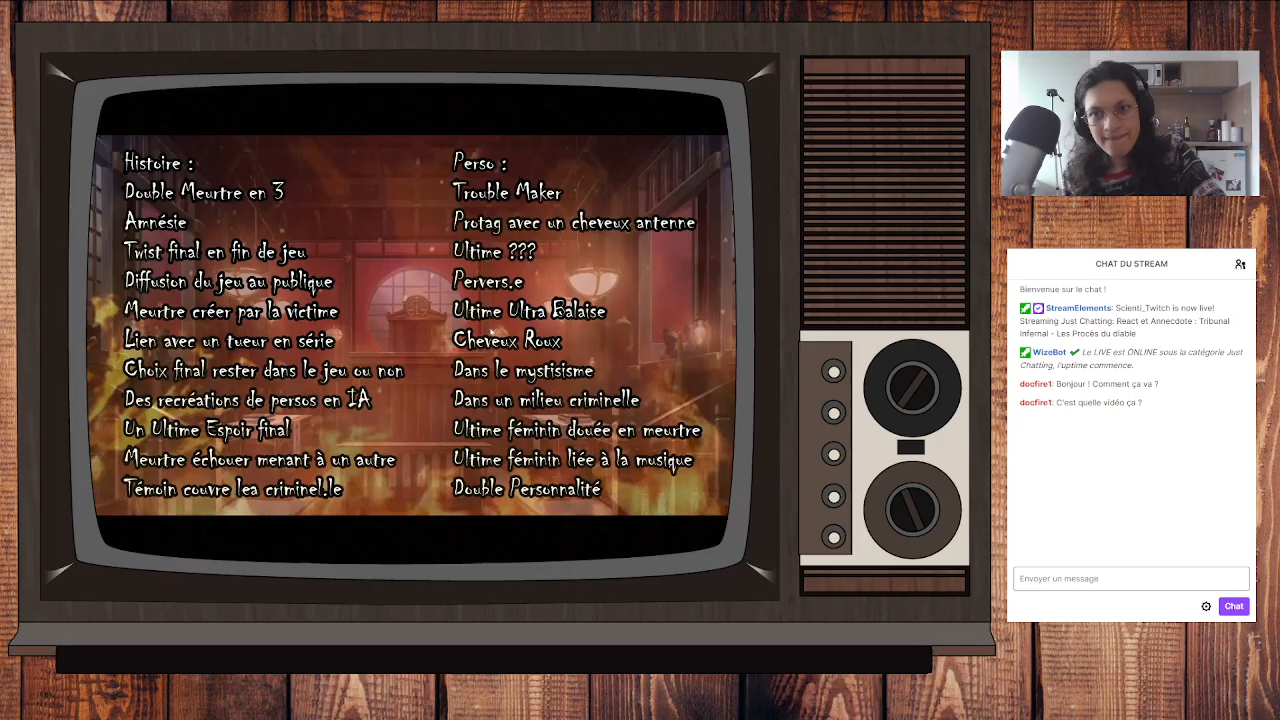 Histoire :
Double Meurtre en 3
Amnésie
Twist final en fin de jeu
Diffusion du jeu au publique
Meurtre créer par la victime
Lien avec un tueur en série
Choix final rester dans le jeu ou non
Des recréations de persos en IA
Un Ultime Espoir final
Meurtre échouer menant à un autre
Témoin couvre lea criminel.le
Perso :
Trouble Maker
Protag avec un cheveux antenne
Ultime ???
Pervers.e
Ultime Ultra Balaise
Cheveux Roux
Dans le mystisisme
Dans un milieu criminelle
Ultime féminin douée en meurtre
Ultime féminin liée à la musique
Double Personnalité
CHAT DU STREAM
Bienvenue sur le chat !
StreamElements: Scienti_Twitch is now live!
Streaming Just Chatting: React et Annecdote : Tribunal
Infernal - Les Procès du diable
WizeBot Le LIVE est ONLINE sous la catégorie Just
Chatting, l'uptime commence.
docfire1: Bonjour ! Comment ça va ?
docfire1: C'est quelle vidéo ça ?
Envoyer un message
Chat